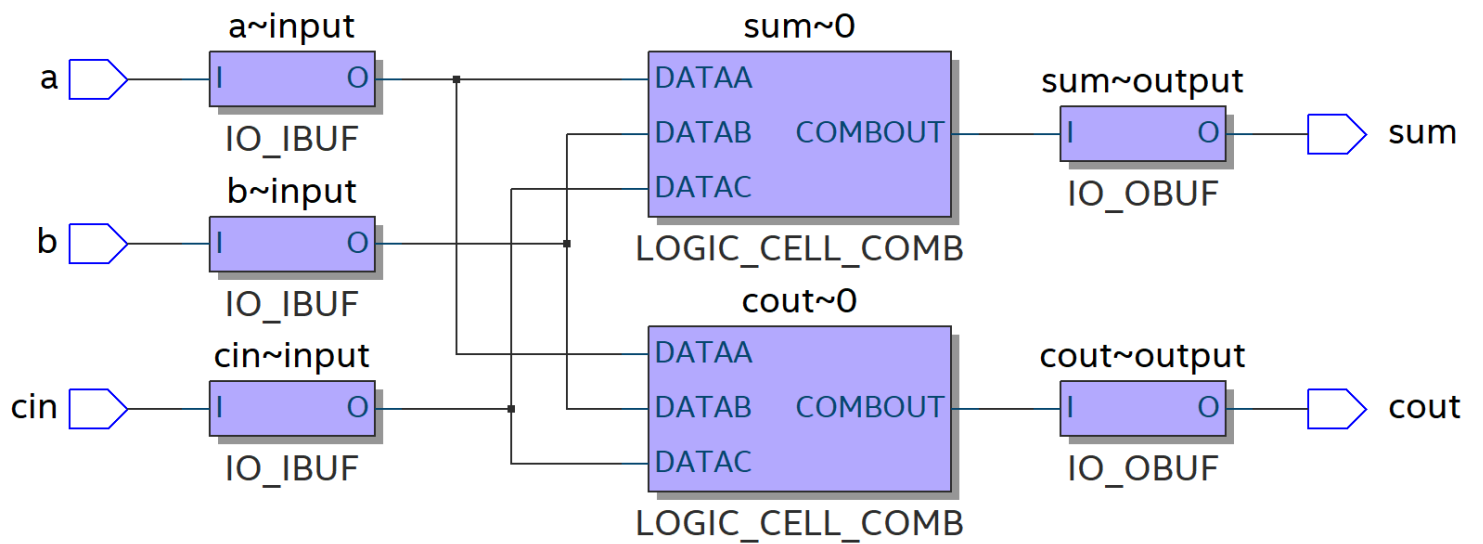 a~input
a
I
O
IO_IBUF
b~input
b
I
O
IO_IBUF
cin~input
cin
I
O
IO_IBUF
sum~0
DATAA
DATAB
COMBOUT
DATAC
LOGIC_CELL_COMB
cout~0
DATAA
DATAB
COMBOUT
DATAC
LOGIC_CELL_COMB
sum~output
I
O
sum
IO_OBUF
cout~output
I
O
cout
IO_OBUF